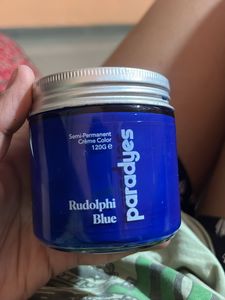 Semi-Permanent
Crème Color
120G ℮
paradyes
Rudolphi
Blue